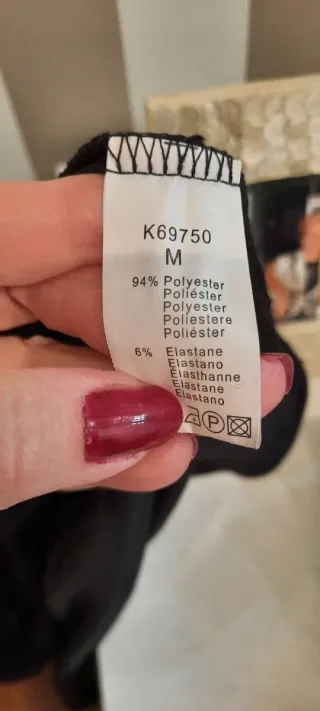 K69750
M
94% Polyester
Poliéster
Polyester
Poliestere
Poliéster
6% Elastane
Elastano
Elasthanne
Elastane
Elastano
P